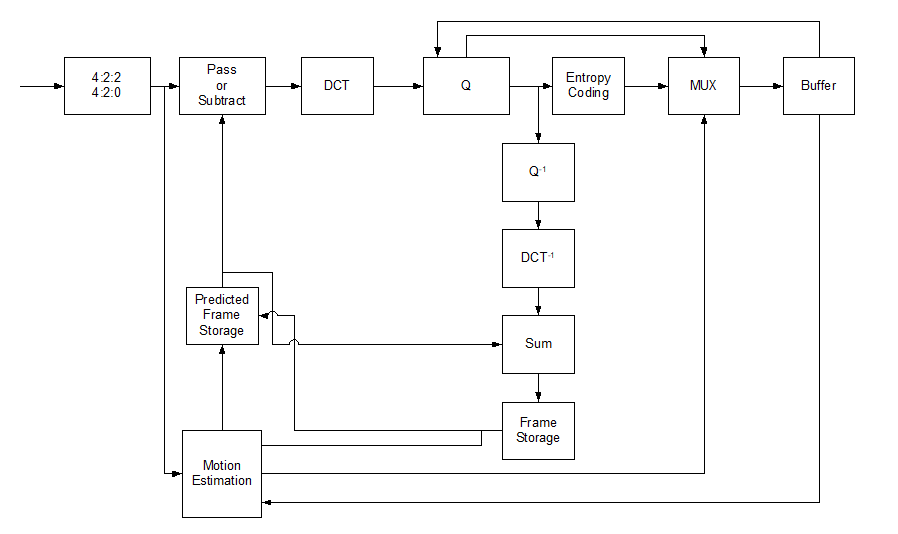 4:2:2
4:2:0
Pass
or
Subtract
DCT
Q
Entropy
Coding
MUX
Buffer
Q-1
DCT-1
Predicted
Frame
Storage
Sum
Frame
Storage
Motion
Estimation